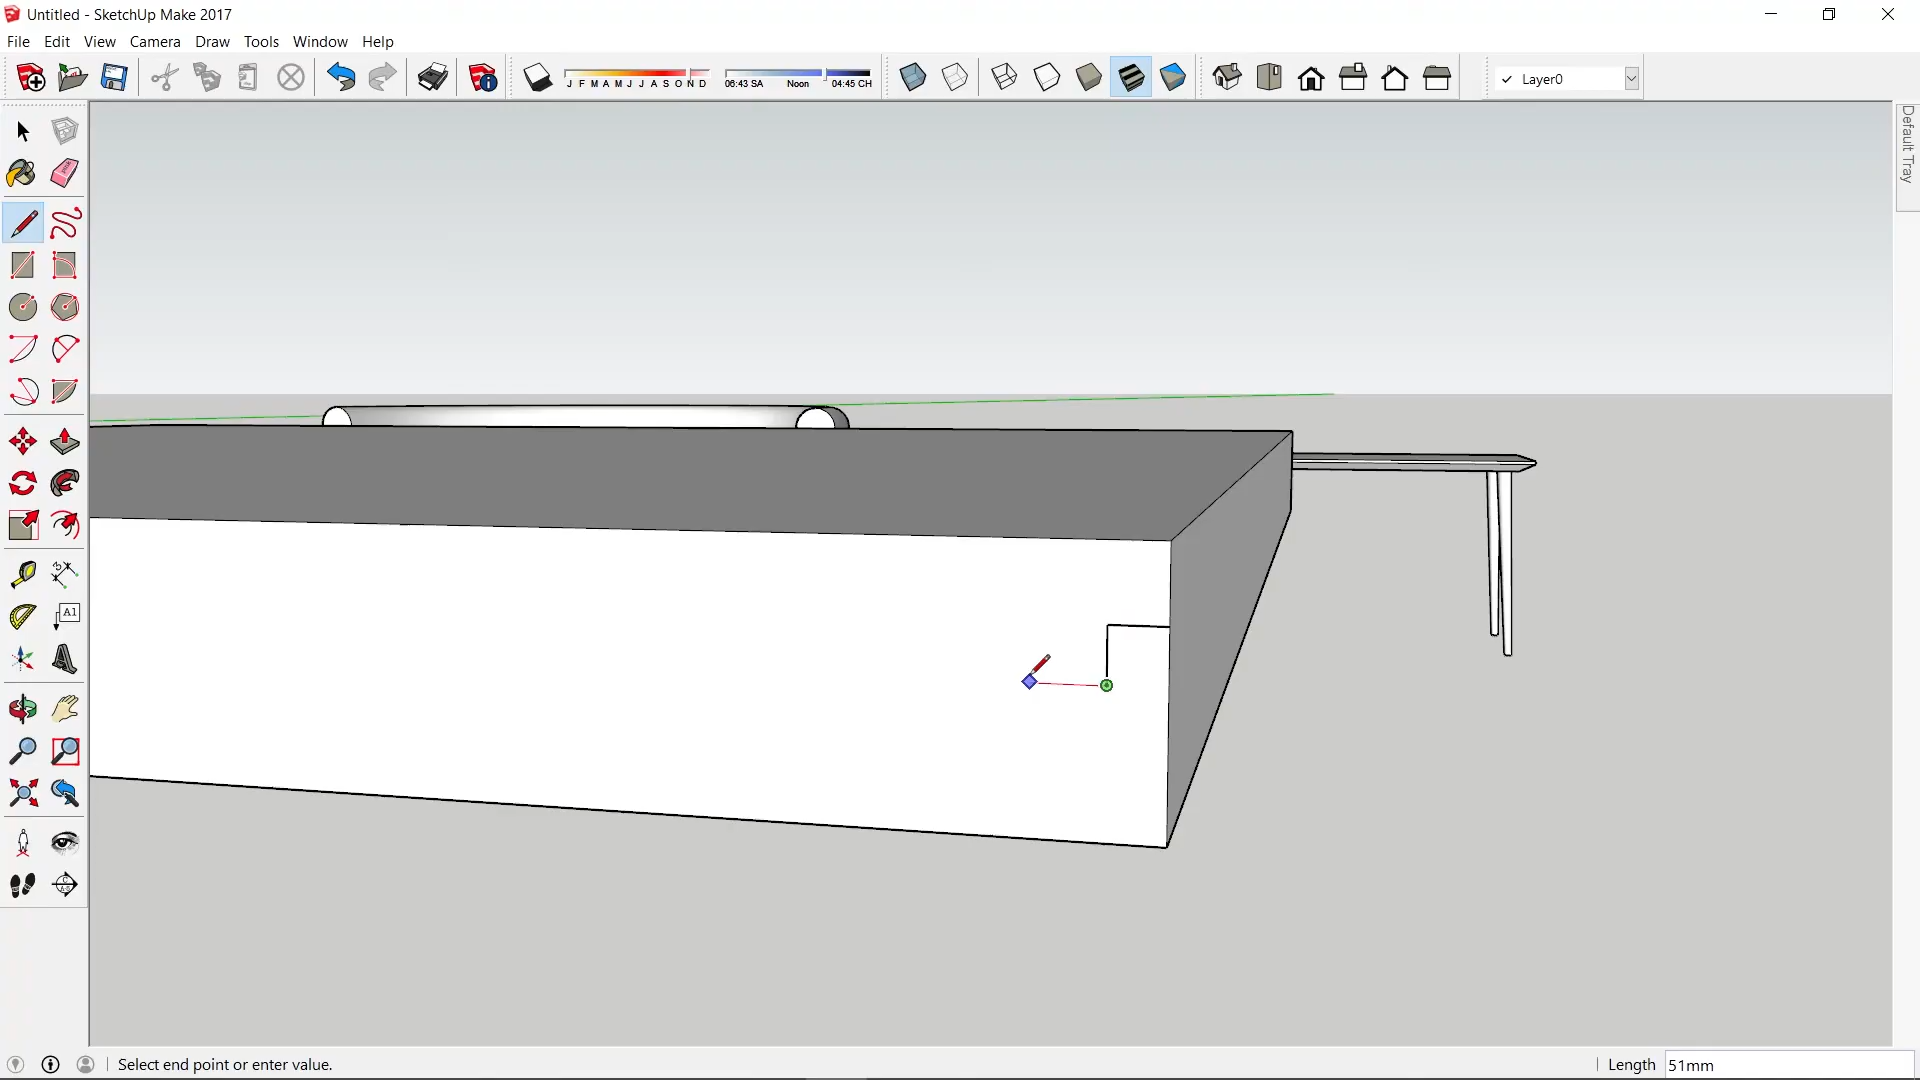 Untitled - SketchUp Make 2017
File Edit View Camera Draw Tools Window Help
J F M A M J J A S O N D
06:43 SA Noon 04:45 CH
Layer0
Default Tray
A1
Select end point or enter value.
Length 51mm